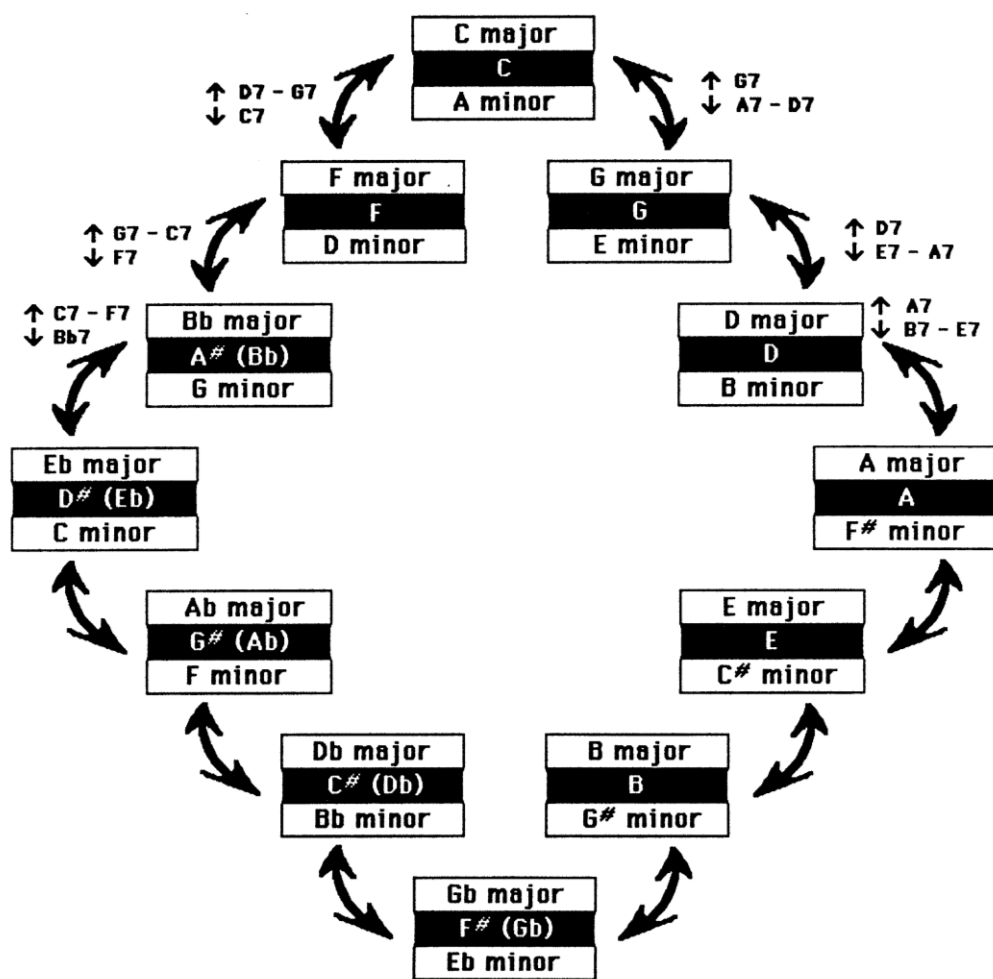 C major
C
A minor
↑ D7 - G7
↓ C7
↑ G7
↓ A7 - D7
F major
F
D minor
G major
G
E minor
↑ G7 - C7
↓ F7
↑ D7
↓ E7 - A7
↑ C7 - F7
↓ Bb7
Bb major
A# (Bb)
G minor
D major
D
B minor
↑ A7
↓ B7 - E7
Eb major
D# (Eb)
C minor
A major
A
F# minor
Ab major
G# (Ab)
F minor
E major
E
C# minor
Db major
C# (Db)
Bb minor
B major
B
G# minor
Gb major
F# (Gb)
Eb minor